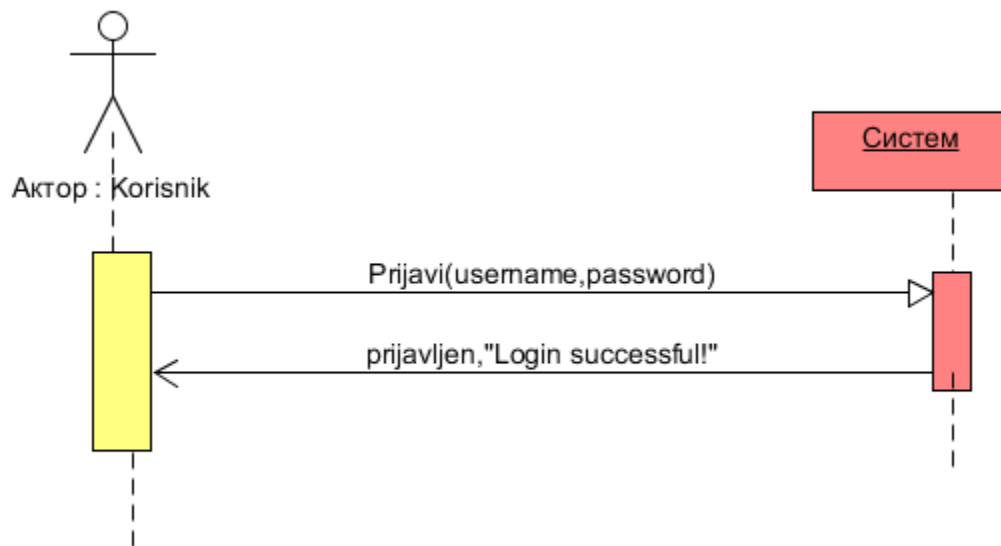 Систем
Актор : Korisnik
Prijavi(username,password)
prijavljen,"Login successful!"